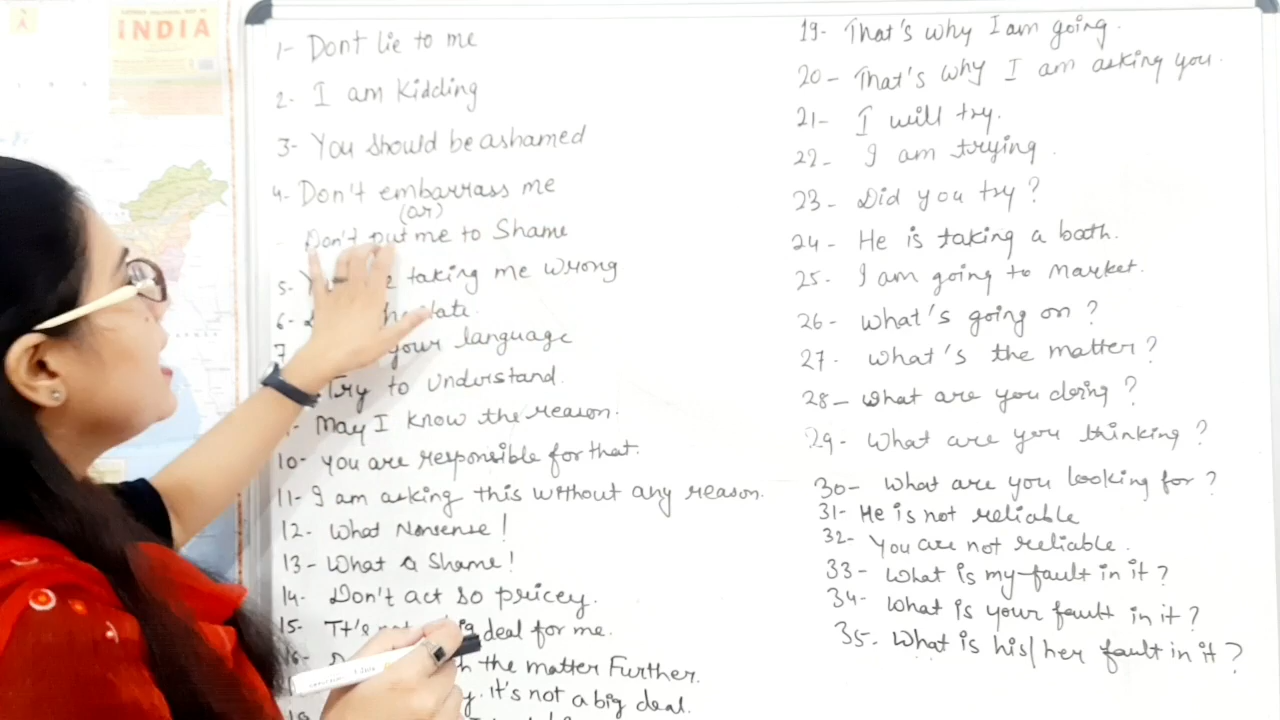 INDIA
1- Dont lie to me
2- I am Kidding
3- You should be ashamed
4- Don't embarrass me
(or)
- Don't put me to Shame
5- taking me wrong
6-
7 your language
Try to understand.
May I know the reason.
10- you are responsible for that.
11- I am asking this without any reason.
12- What Nonsense!
13- What a Shame!
14- Don't act so pricey.
15- It's deal for me.
16- the matter Further.
it's not a big deal.
18
19- That's why I am going.
20- That's why I am asking you.
21- I will try.
22- I am trying.
23- Did you try?
24- He is taking a bath.
25. I am going to market.
26- what's going on?
27. what's the matter?
28- what are you doing?
29- what are you thinking?
30- what are you looking for?
31- He is not reliable
32- You are not reliable.
33- what is my fault in it?
34- what is your fault in it?
35. what is his/her fault in it?